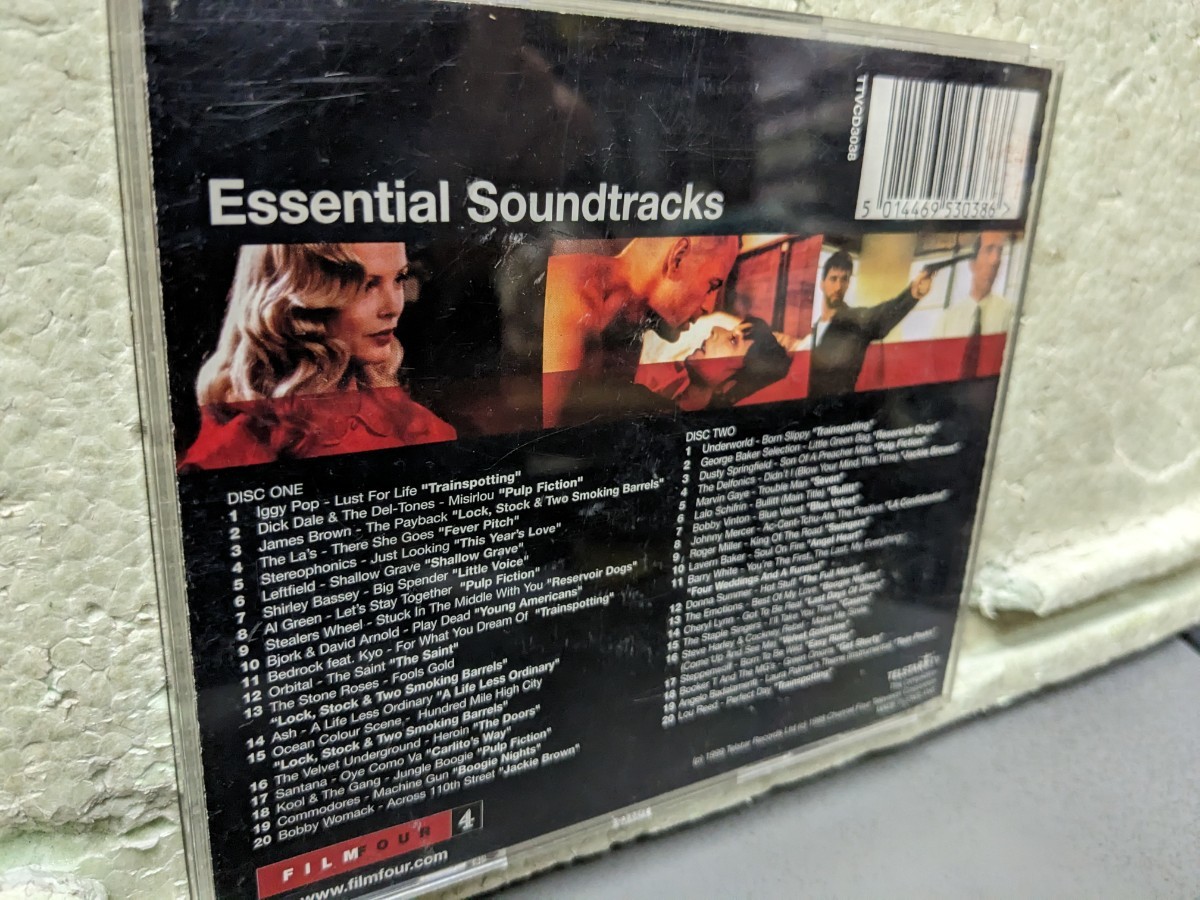 TTVCD3038
5 014469 530386 >
Essential Soundtracks
DISC ONE
1 Iggy Pop - Lust For Life "Trainspotting"
2 Dick Dale & The Del-Tones - Misirlou "Pulp Fiction"
3 James Brown - The Payback "Lock, Stock & Two Smoking Barrels"
4 The La's - There She Goes "Fever Pitch"
5 Stereophonics - Just Looking "This Year's Love"
6 Leftfield - Shallow Grave "Shallow Grave"
7 Shirley Bassey - Big Spender "Little Voice"
8 Al Green - Let's Stay Together "Pulp Fiction"
9 Stealers Wheel - Stuck In The Middle With You "Reservoir Dogs"
10 Bjork & David Arnold - Play Dead "Young Americans"
11 Bedrock feat. Kyo - For What You Dream Of "Trainspotting"
12 Orbital - The Saint "The Saint"
13 The Stone Roses - Fools Gold
"Lock, Stock & Two Smoking Barrels"
14 Ash - A Life Less Ordinary "A Life Less Ordinary"
15 Ocean Colour Scene - Hundred Mile High City
"Lock, Stock & Two Smoking Barrels"
16 The Velvet Underground - Heroin "The Doors"
17 Santana - Oye Como Va "Carlito's Way"
18 Kool & The Gang - Jungle Boogie "Pulp Fiction"
19 Commodores - Machine Gun "Boogie Nights"
20 Bobby Womack - Across 110th Street "Jackie Brown"
DISC TWO
1 Underworld - Born Slippy "Trainspotting"
2 George Baker Selection - Little Green Bag "Reservoir Dogs"
3 Dusty Springfield - Son Of A Preacher Man "Pulp Fiction"
4 The Delfonics - Didn't I (Blow Your Mind This Time) "Jackie Brown"
5 Marvin Gaye - Trouble Man "Seven"
6 Lalo Schifrin - Bullitt (Main Title) "Bullitt"
7 Bobby Vinton - Blue Velvet "Blue Velvet"
8 Johnny Mercer - Ac-Cent-Tchu-Ate The Positive "LA Confidential"
9 Roger Miller - King Of The Road "Swingers"
10 Lavern Baker - Soul On Fire "Angel Heart"
11 Barry White - You're The First, The Last, My Everything
"Four Weddings And A Funeral"
12 Donna Summer - Hot Stuff "The Full Monty"
13 The Emotions - Best Of My Love "Boogie Nights"
14 Cheryl Lynn - Got To Be Real "Last Days Of Disco"
15 The Staple Singers - I'll Take You There "Casino"
16 Steve Harley & Cockney Rebel - Make Me Smile
(Come Up And See Me) "Velvet Goldmine"
17 Steppenwolf - Born To Be Wild "Easy Rider"
18 Booker T And The MG's - Green Onions "Get Shorty"
19 Angelo Badalamenti - Laura Palmer's Theme (Instrumental) "Twin Peaks"
20 Lou Reed - Perfect Day "Trainspotting"
TELSTAR TV
1999 Telstar Records Ltd
FILMFOUR 4
www.filmfour.com